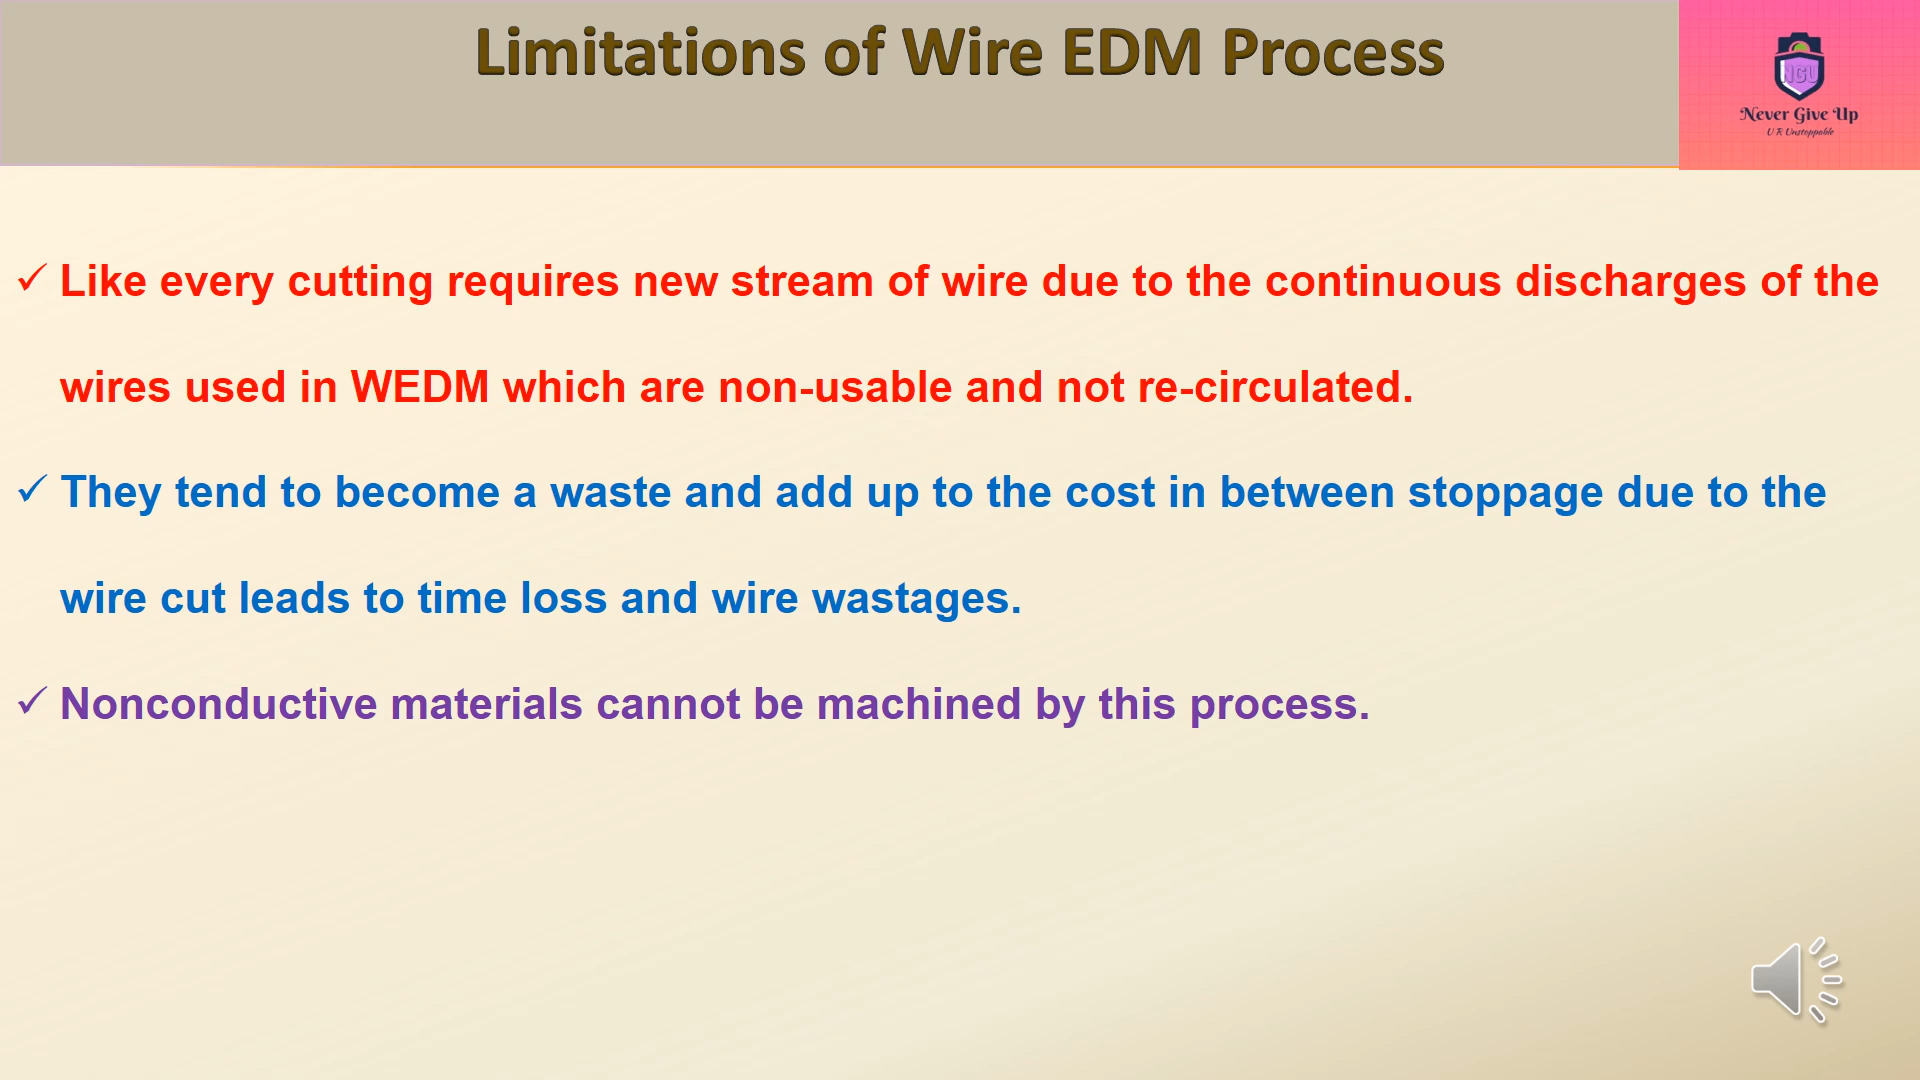 Limitations of Wire EDM Process
NGU
Never Give Up
U R Unstoppable
✓ Like every cutting requires new stream of wire due to the continuous discharges of the
wires used in WEDM which are non-usable and not re-circulated.
✓ They tend to become a waste and add up to the cost in between stoppage due to the
wire cut leads to time loss and wire wastages.
✓ Nonconductive materials cannot be machined by this process.